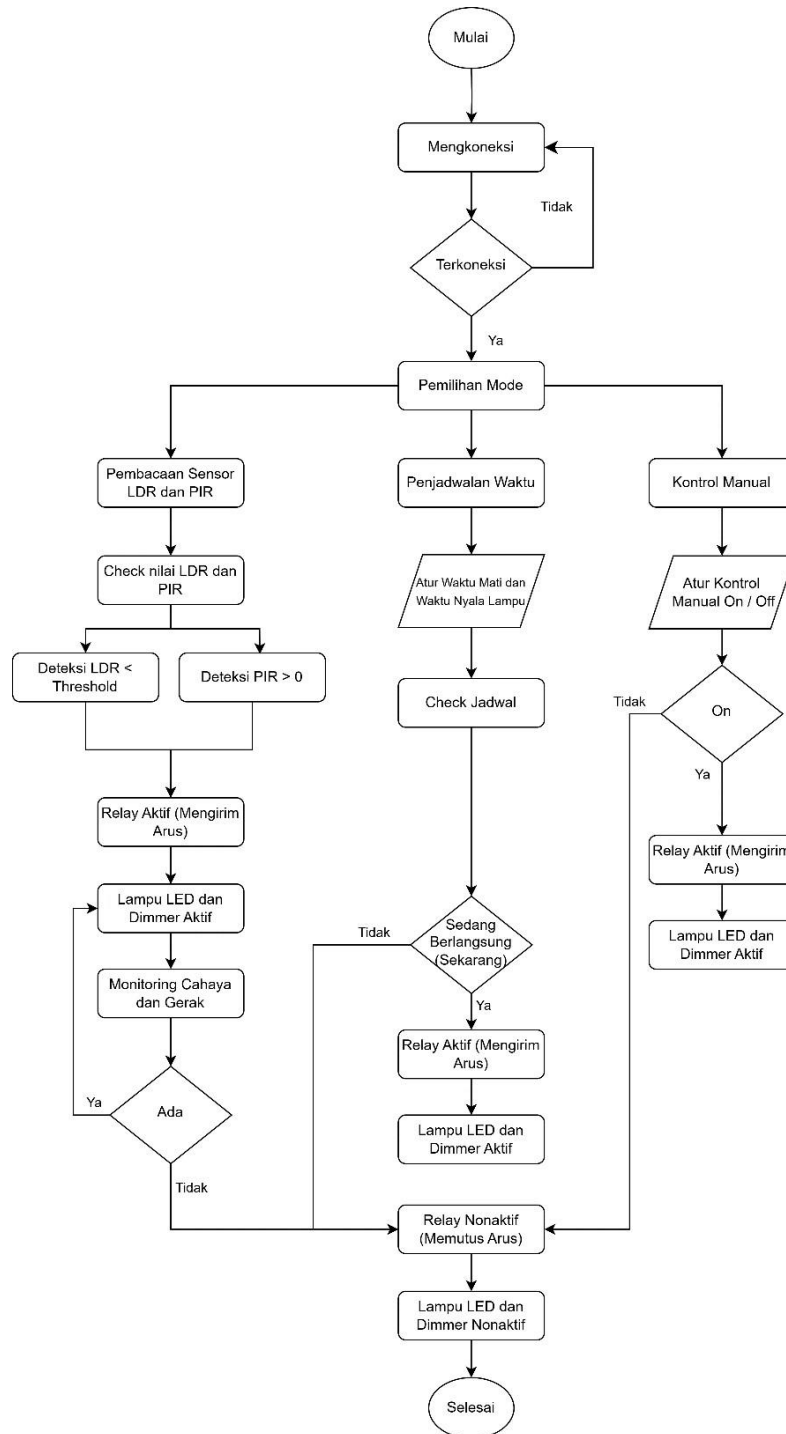 Mulai
Mengkoneksi
Tidak
Terkoneksi
Ya
Pemilihan Mode
Pembacaan Sensor
LDR dan PIR
Penjadwalan Waktu
Kontrol Manual
Check nilai LDR dan
PIR
Atur Waktu Mati dan
Waktu Nyala Lampu
Atur Kontrol
Manual On / Off
Deteksi LDR <
Threshold
Deteksi PIR > 0
Check Jadwal
Tidak
On
Ya
Relay Aktif (Mengirim
Arus)
Relay Aktif (Mengirim
Arus)
Lampu LED dan
Dimmer Aktif
Tidak
Sedang
Berlangsung
(Sekarang)
Lampu LED dan
Dimmer Aktif
Monitoring Cahaya
dan Gerak
Ya
Relay Aktif (Mengirim
Arus)
Ya
Ada
Lampu LED dan
Dimmer Aktif
Tidak
Relay Nonaktif
(Memutus Arus)
Lampu LED dan
Dimmer Nonaktif
Selesai